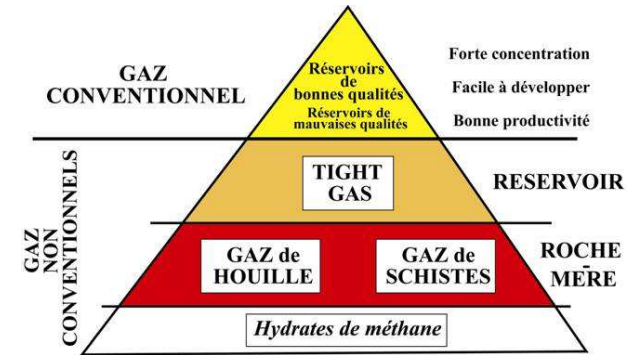 GAZ
CONVENTIONNEL
Réservoirs
de
bonnes qualités
Réservoirs de
mauvaises qualités
Forte concentration
Facile à développer
Bonne productivité
GAZ
NON
CONVENTIONNELS
TIGHT
GAS
RESERVOIR
GAZ de
HOUILLE
GAZ de
SCHISTES
ROCHE
-
MERE
Hydrates de méthane